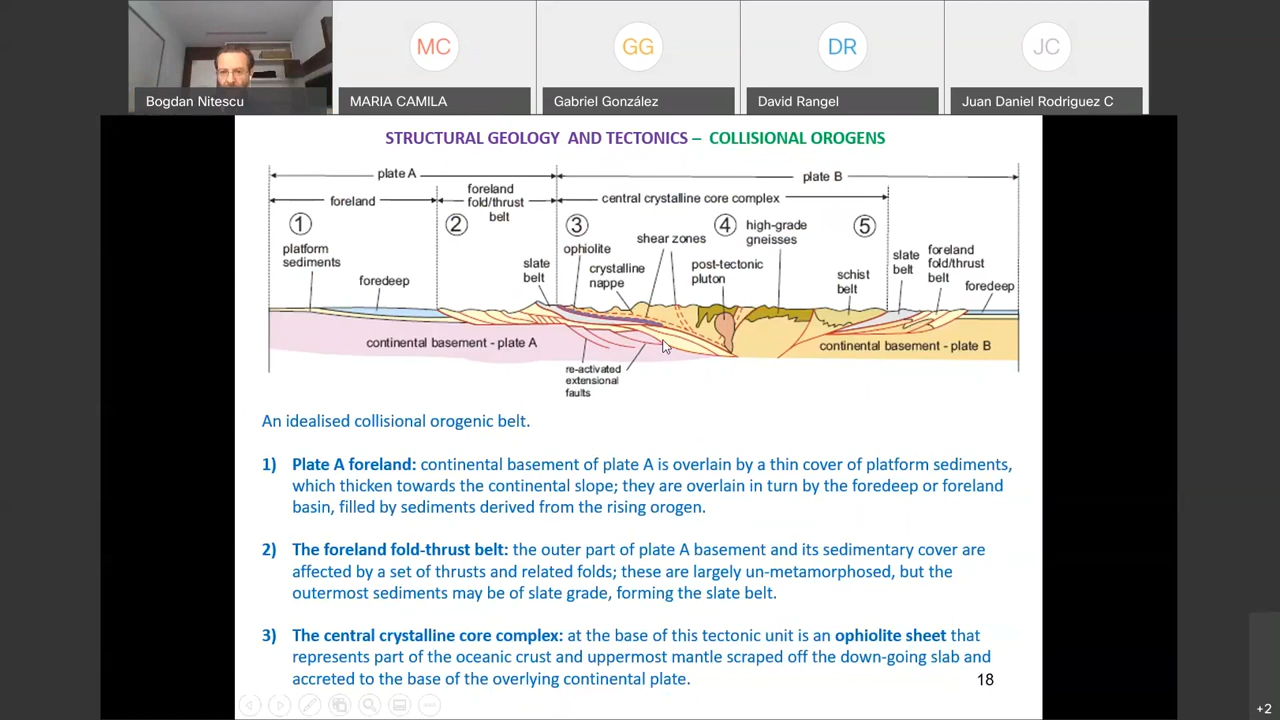 MC
GG
DR
JC
Bogdan Nitescu
MARIA CAMILA
Gabriel González
David Rangel
Juan Daniel Rodriguez C
STRUCTURAL GEOLOGY AND TECTONICS – COLLISIONAL OROGENS
plate A
plate B
foreland
foreland
fold/thrust
belt
central crystalline core complex
1
2
3
4
5
platform
sediments
foredeep
slate
belt
ophiolite
crystalline
nappe
shear zones
post-tectonic
pluton
high-grade
gneisses
schist
belt
slate
belt
foreland
fold/thrust
belt
foredeep
continental basement - plate A
continental basement - plate B
re-activated
extensional
faults
An idealised collisional orogenic belt.
1) Plate A foreland: continental basement of plate A is overlain by a thin cover of platform sediments,
which thicken towards the continental slope; they are overlain in turn by the foredeep or foreland
basin, filled by sediments derived from the rising orogen.
2) The foreland fold-thrust belt: the outer part of plate A basement and its sedimentary cover are
affected by a set of thrusts and related folds; these are largely un-metamorphosed, but the
outermost sediments may be of slate grade, forming the slate belt.
3) The central crystalline core complex: at the base of this tectonic unit is an ophiolite sheet that
represents part of the oceanic crust and uppermost mantle scraped off the down-going slab and
accreted to the base of the overlying continental plate.
18
+2